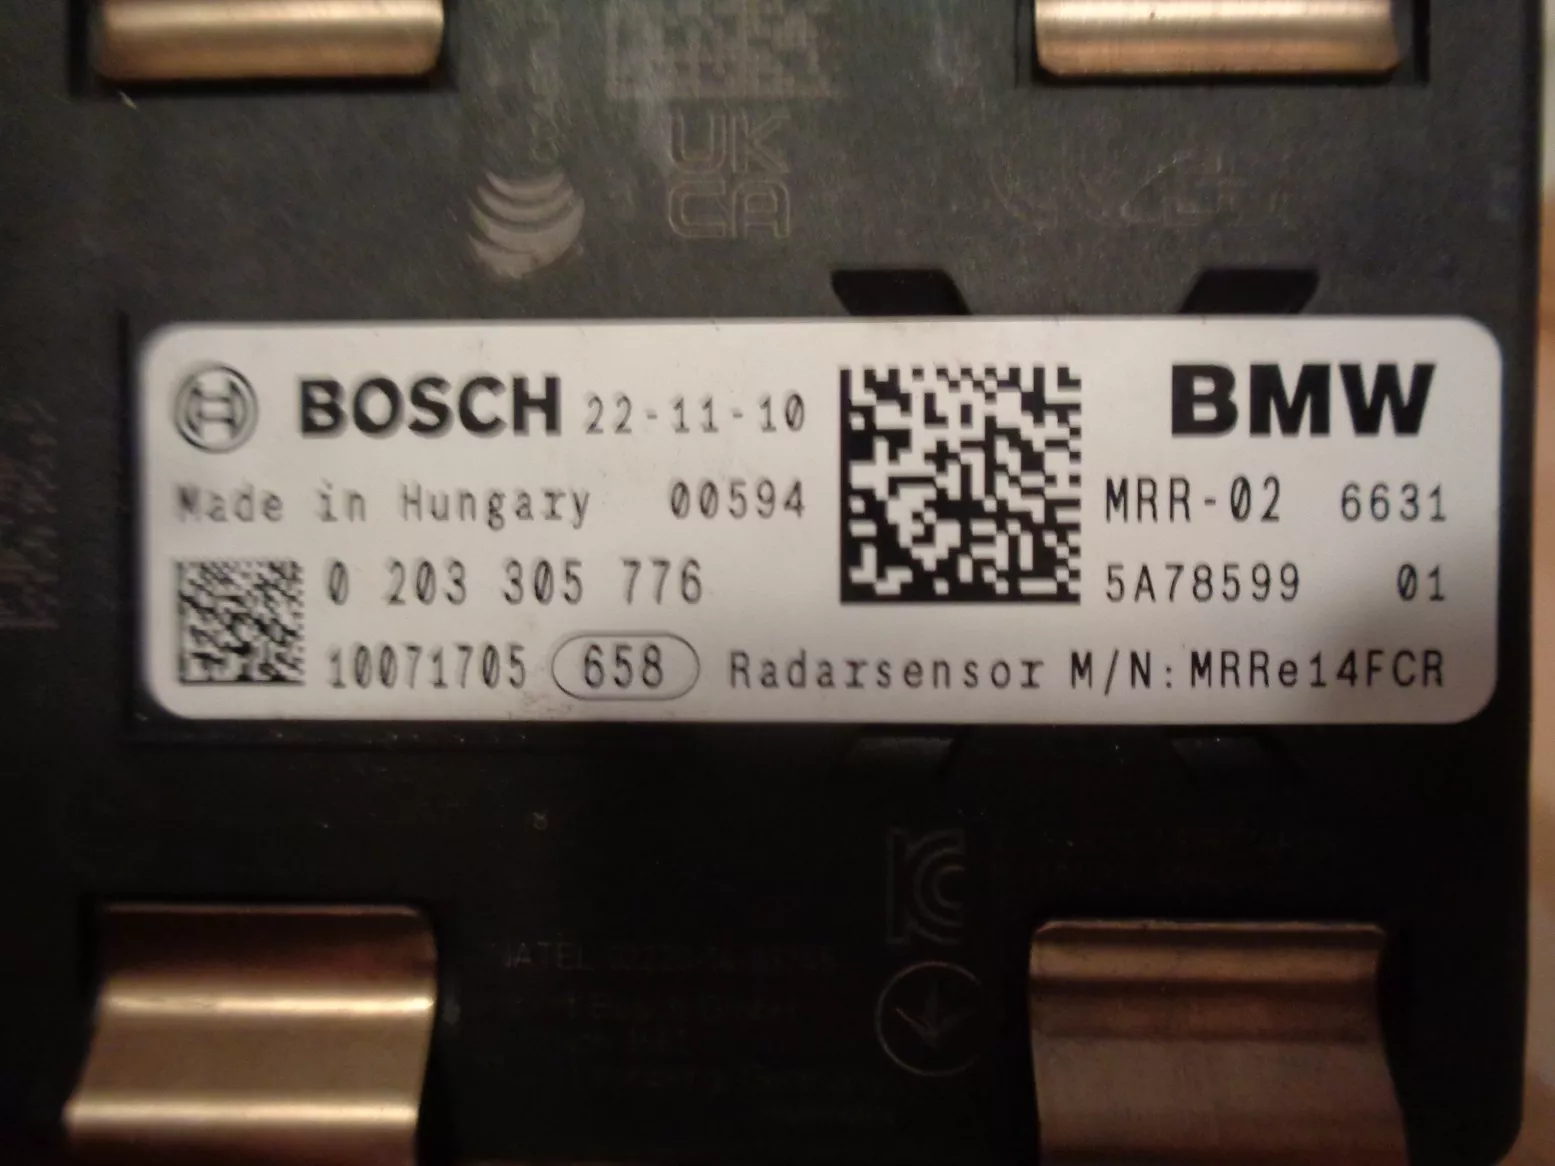 UK
CA
BOSCH 22-11-10
BMW
Made in Hungary 00594
MRR-02 6631
0 203 305 776
5A78599 01
10071705 658 Radarsensor M/N:MRRe14FCR